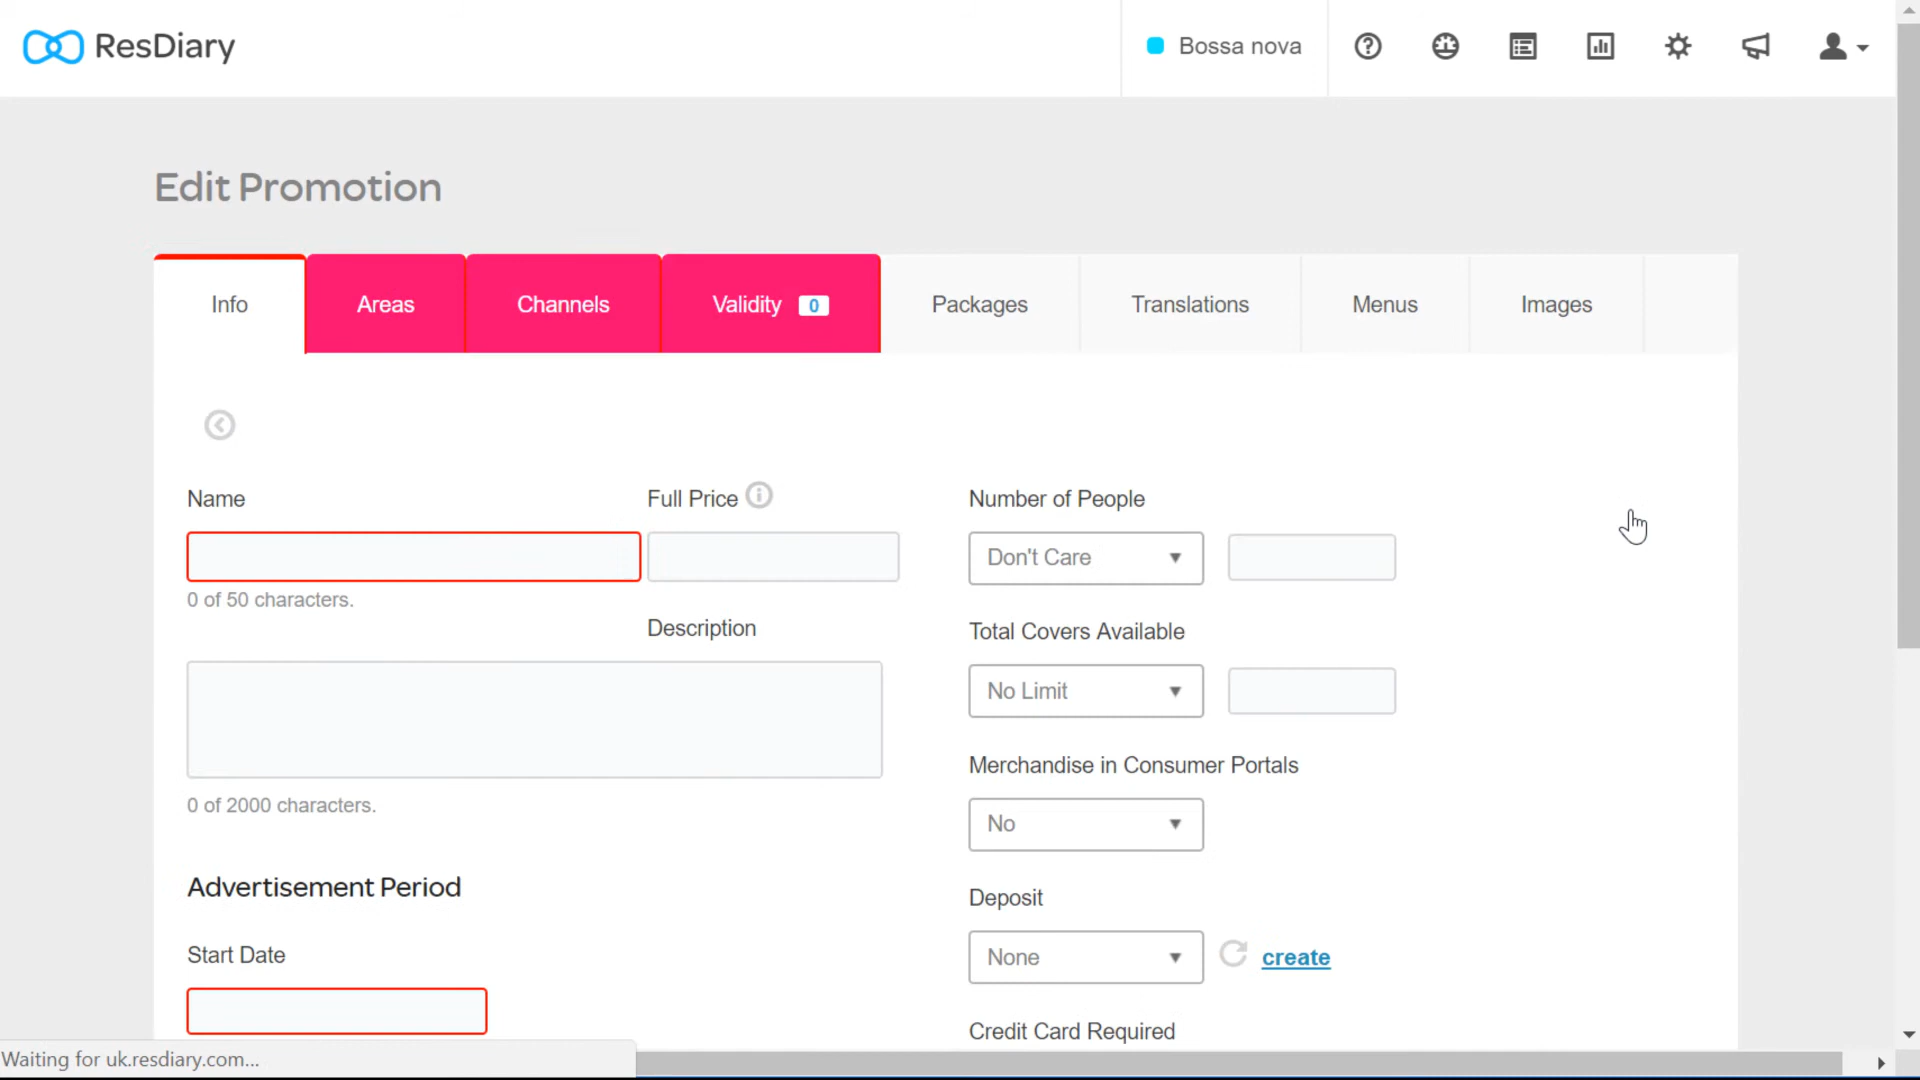 ResDiary
Bossa nova
Edit Promotion
Info
Areas
Channels
Validity 0
Packages
Translations
Menus
Images
Name
Full Price
0 of 50 characters.
Description
0 of 2000 characters.
Advertisement Period
Start Date
Number of People
Don't Care
Total Covers Available
No Limit
Merchandise in Consumer Portals
No
Deposit
None
create
Credit Card Required
Waiting for uk.resdiary.com...